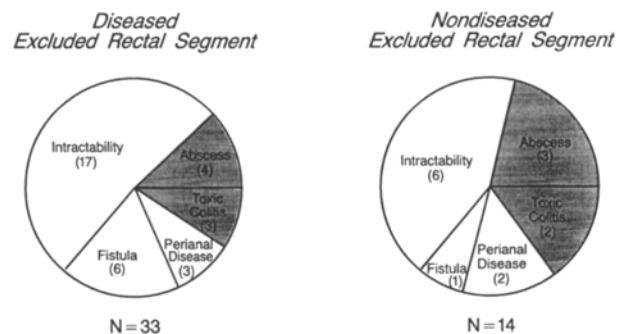 Diseased
Excluded Rectal Segment
Intractability
(17)
Abscess
(4)
Toxic
Colitis
(3)
Perianal
Disease
(3)
Fistula
(6)
N=33
Nondiseased
Excluded Rectal Segment
Intractability
(6)
Abscess
(3)
Toxic
Colitis
(2)
Perianal
Disease
(2)
Fistula
(1)
N=14